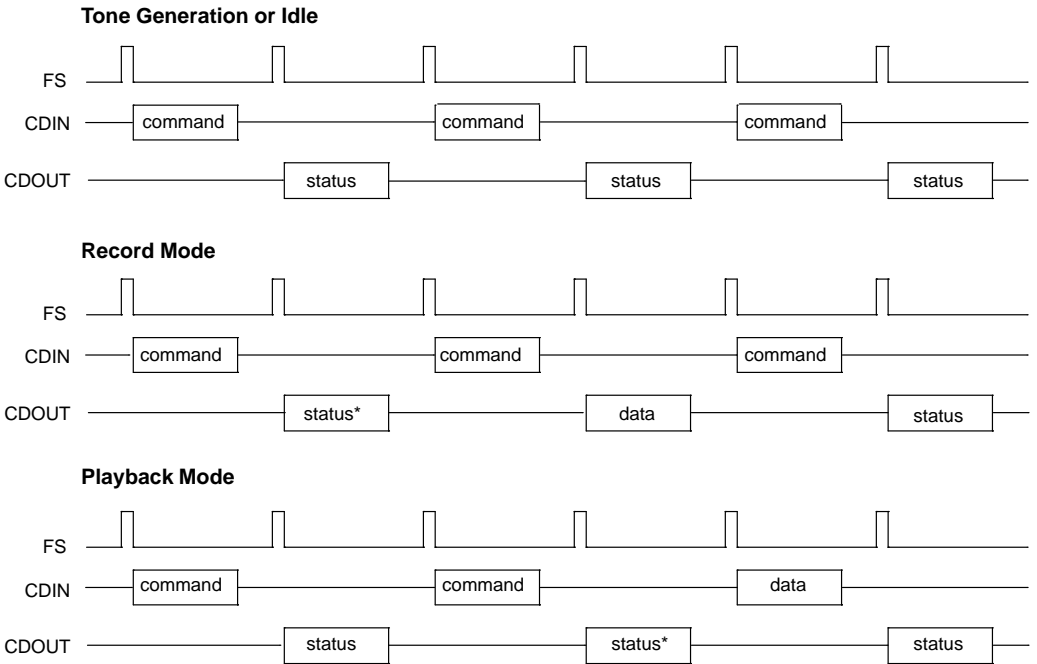 Tone Generation or Idle
FS
CDIN command command command
CDOUT status status status
Record Mode
FS
CDIN command command command
CDOUT status* data status
Playback Mode
FS
CDIN command command data
CDOUT status status* status